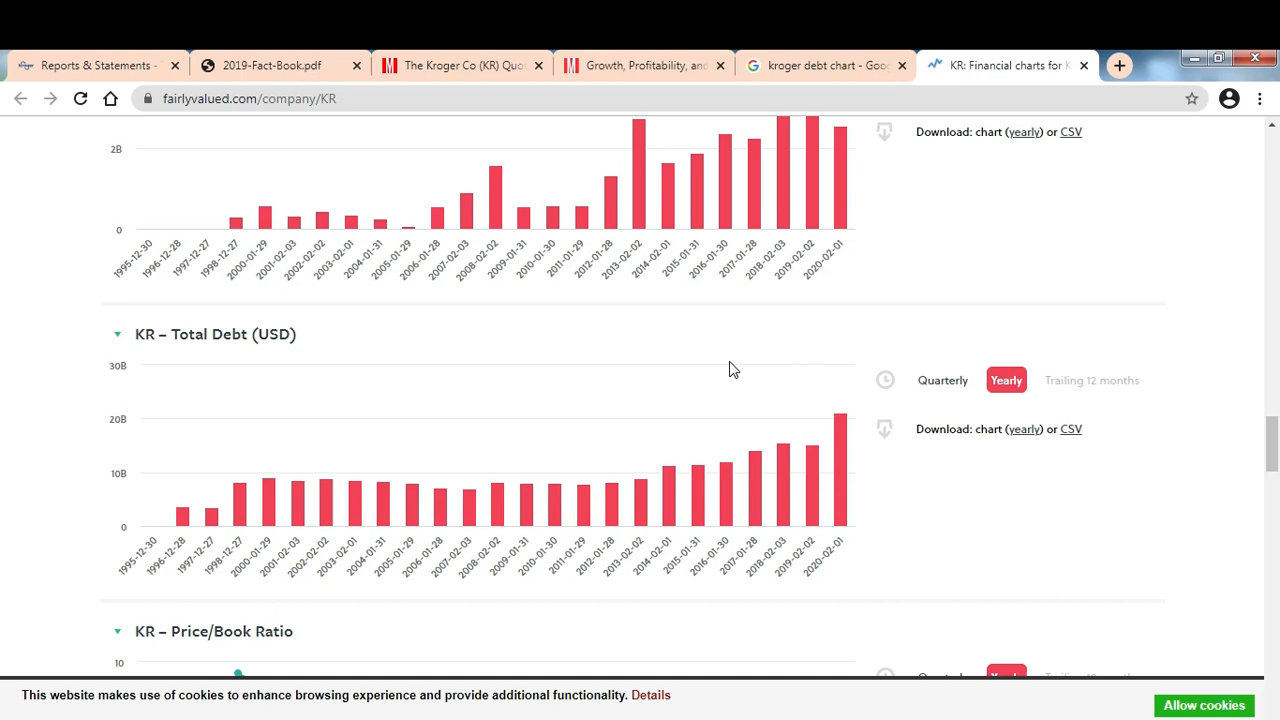 Reports & Statements -
2019-Fact-Book.pdf
The Kroger Co (
Growth, Profitability, and
kroger debt chart - Goo
KR: Financial charts for K
fairlyvalued.com/company/KR
Download: chart (yearly) or CSV
2B
0
1995-12-30 1996-12-28 1997-12-27 1998-12-27 2000-01-29 2001-02-03 2002-02-02 2003-02-01 2004-01-31 2005-01-29 2006-01-28 2007-02-03 2008-02-02 2009-01-31 2010-01-30 2011-01-29 2012-01-28 2013-02-02 2014-02-01 2015-01-31 2016-01-30 2017-01-28 2018-02-03 2019-02-02 2020-02-01
KR – Total Debt (USD)
30B
Quarterly Yearly Trailing 12 months
20B
Download: chart (yearly) or CSV
10B
0
1995-12-30 1996-12-28 1997-12-27 1998-12-27 2000-01-29 2001-02-03 2002-02-02 2003-02-01 2004-01-31 2005-01-29 2006-01-28 2007-02-03 2008-02-02 2009-01-31 2010-01-30 2011-01-29 2012-01-28 2013-02-02 2014-02-01 2015-01-31 2016-01-30 2017-01-28 2018-02-03 2019-02-02 2020-02-01
KR – Price/Book Ratio
10
This website makes use of cookies to enhance browsing experience and provide additional functionality. Details
Allow cookies